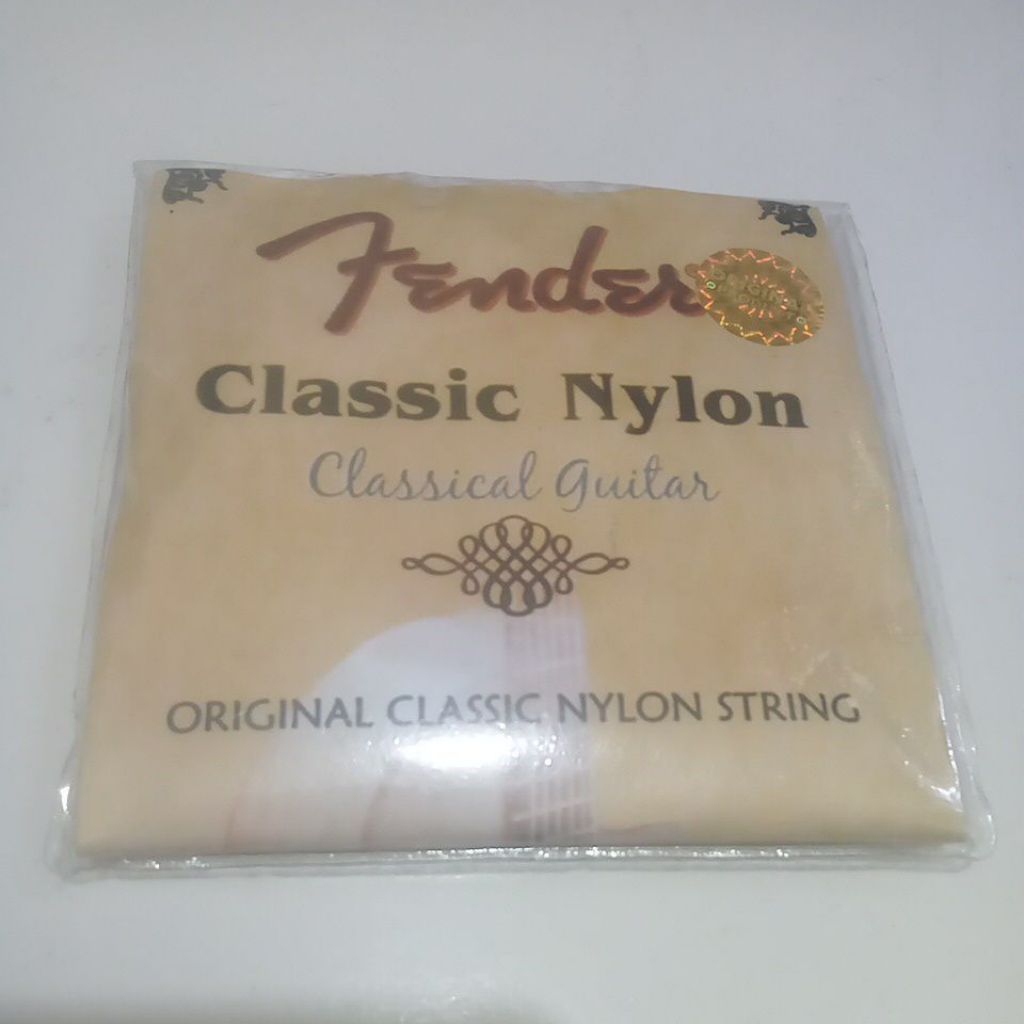 Fender
Classic Nylon
Classical Guitar
ORIGINAL CLASSIC NYLON STRING